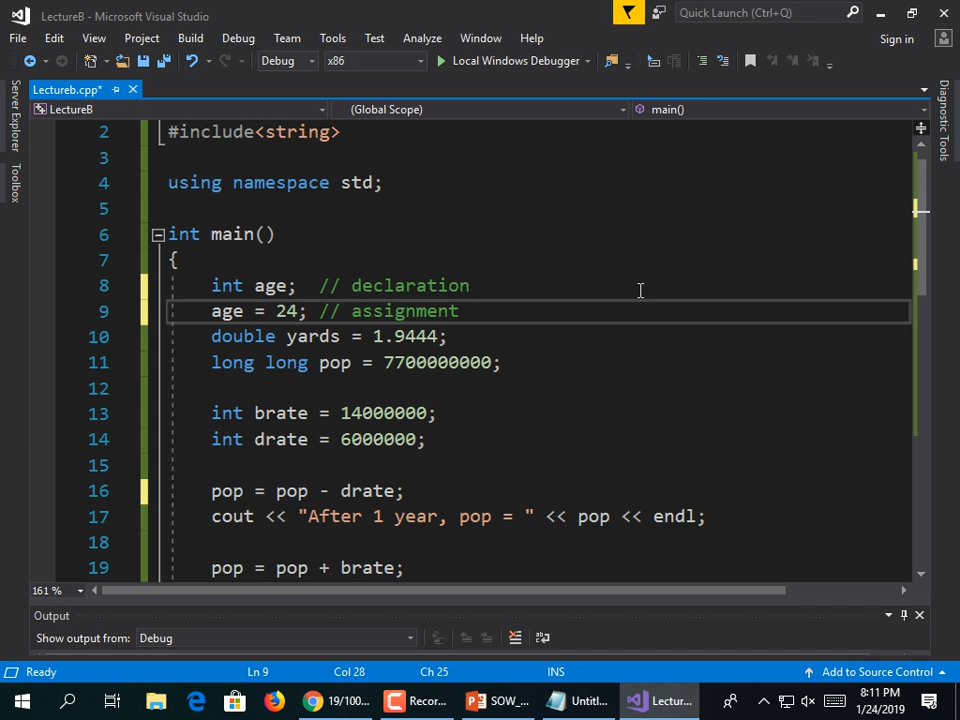 LectureB - Microsoft Visual Studio
Quick Launch (Ctrl+Q)
File Edit View Project Build Debug Team Tools Test Analyze Window Help Sign in
Debug x86 Local Windows Debugger
Lectureb.cpp*
LectureB (Global Scope) main()
Server Explorer
Toolbox
Diagnostic Tools
2 #include<string>
3
4 using namespace std;
5
6 int main()
7 {
8 int age; // declaration
9 age = 24; // assignment
10 double yards = 1.9444;
11 long long pop = 7700000000;
12
13 int brate = 14000000;
14 int drate = 6000000;
15
16 pop = pop - drate;
17 cout << "After 1 year, pop = " << pop << endl;
18
19 pop = pop + brate;
161 %
Output
Show output from: Debug
Ready Ln 9 Col 28 Ch 25 INS Add to Source Control
19/100... Recor... SOW_... Untitl... Lectur...
8:11 PM
1/24/2019